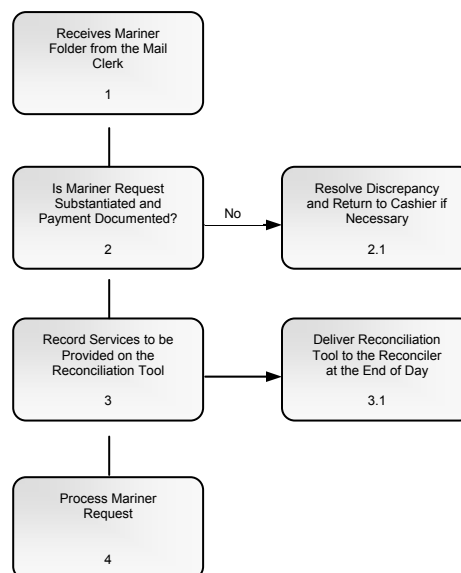 Receives Mariner
Folder from the Mail
Clerk
1
Is Mariner Request
Substantiated and
Payment Documented?
2
No
Resolve Discrepancy
and Return to Cashier if
Necessary
2.1
Record Services to be
Provided on the
Reconciliation Tool
3
Deliver Reconciliation
Tool to the Reconciler
at the End of Day
3.1
Process Mariner
Request
4